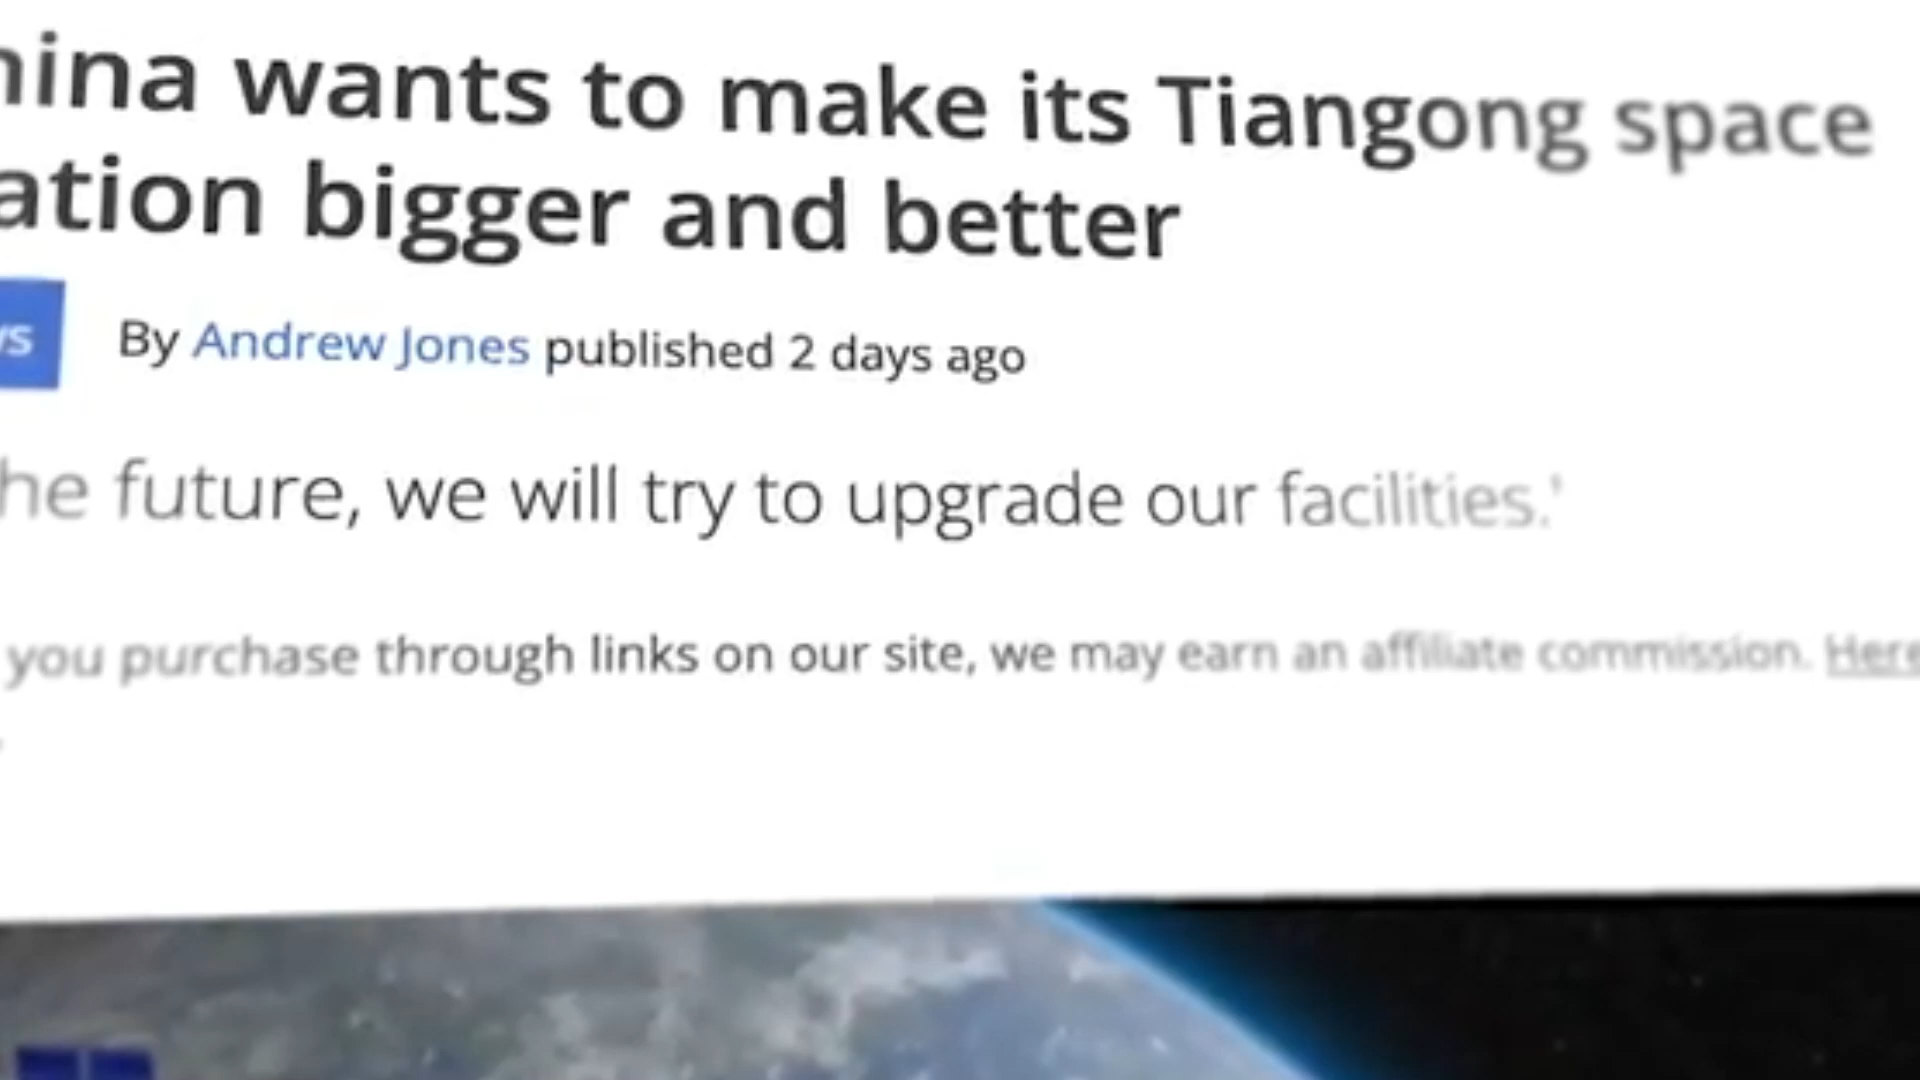 hina wants to make its Tiangong space
ation bigger and better
ws
By Andrew Jones published 2 days ago
he future, we will try to upgrade our facilities.'
you purchase through links on our site, we may earn an affiliate commission. Here